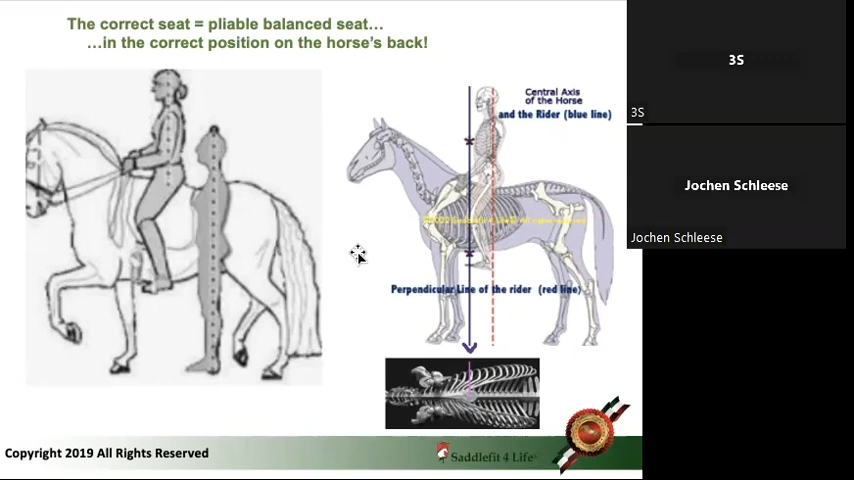 The correct seat = pliable balanced seat…
…in the correct position on the horse's back!
Central Axis
of the Horse
and the Rider (blue line)
Perpendicular Line of the rider (red line)
Copyright 2019 All Rights Reserved
Saddlefit 4 Life
3S
3S
Jochen Schleese
Jochen Schleese